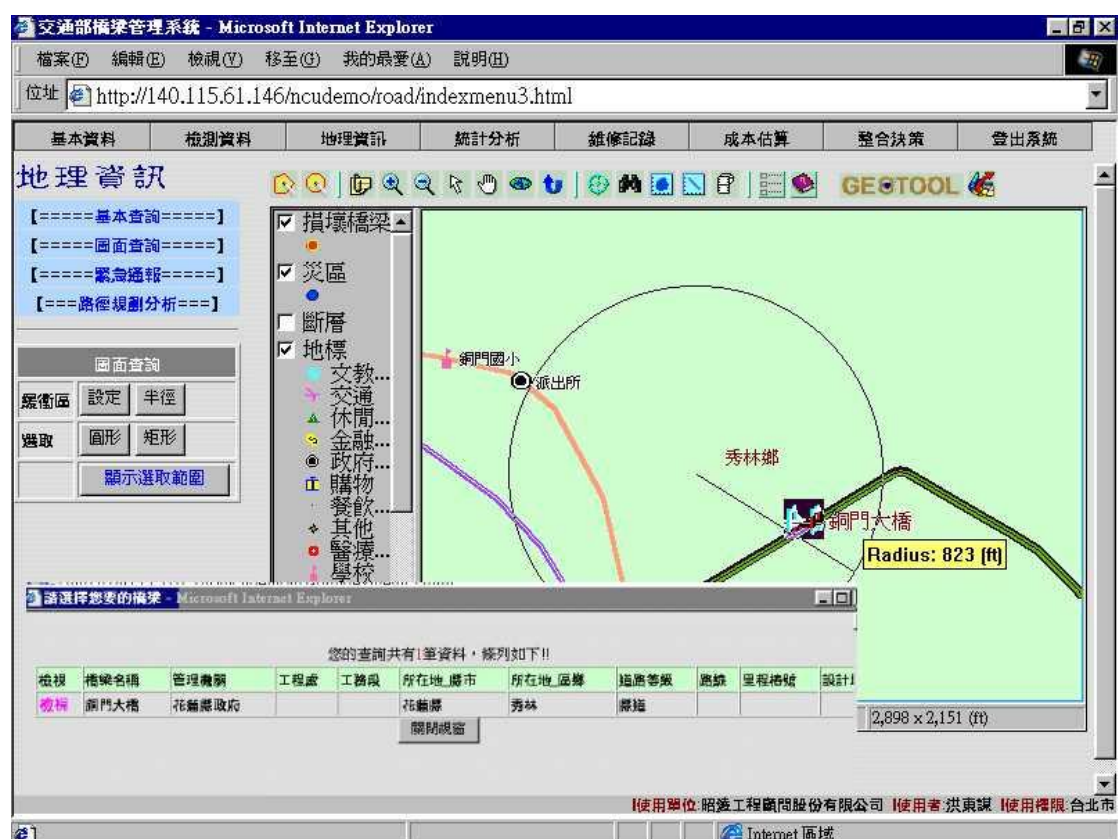 交通部橋梁管理系統 - Microsoft Internet Explorer
檔案(F) 編輯(E) 檢視(V) 移至(G) 我的最愛(A) 說明(H)
位址 http://140.115.61.146/ncudemo/road/indexmenu3.html
基本資料 檢測資料 地理資訊 統計分析 維修記錄 成本估算 整合決策 登出系統
地理資訊
GEOTOOL
【=====基本查詢=====】
【=====圖面查詢=====】
【=====緊急通報=====】
【===路徑規劃分析===】
圖面查詢
緩衝區 設定 半徑
選取 圓形 矩形
顯示選取範圍
損壞橋梁
災區
斷層
地標
文教...
交通
休閒...
金融...
政府...
購物
餐飲...
其他
醫療...
學校
銅門國小
派出所
秀林鄉
銅門大橋
Radius: 823 (ft)
請選擇您要的橋梁 - Microsoft Internet Explorer
您的查詢共有1筆資料，條列如下!!
檢視 橋樑名稱 管理機關 工程處 工務段 所在地_縣市 所在地_區鄉 道路等級 路線 里程樁號
檢視 銅門大橋 花蓮縣政府 花蓮縣 秀林 縣道
關閉視窗
2,898 x 2,151 (ft)
使用單位:昭凌工程顧問股份有限公司 使用者:洪東謀 使用權限:台北市
Internet 區域